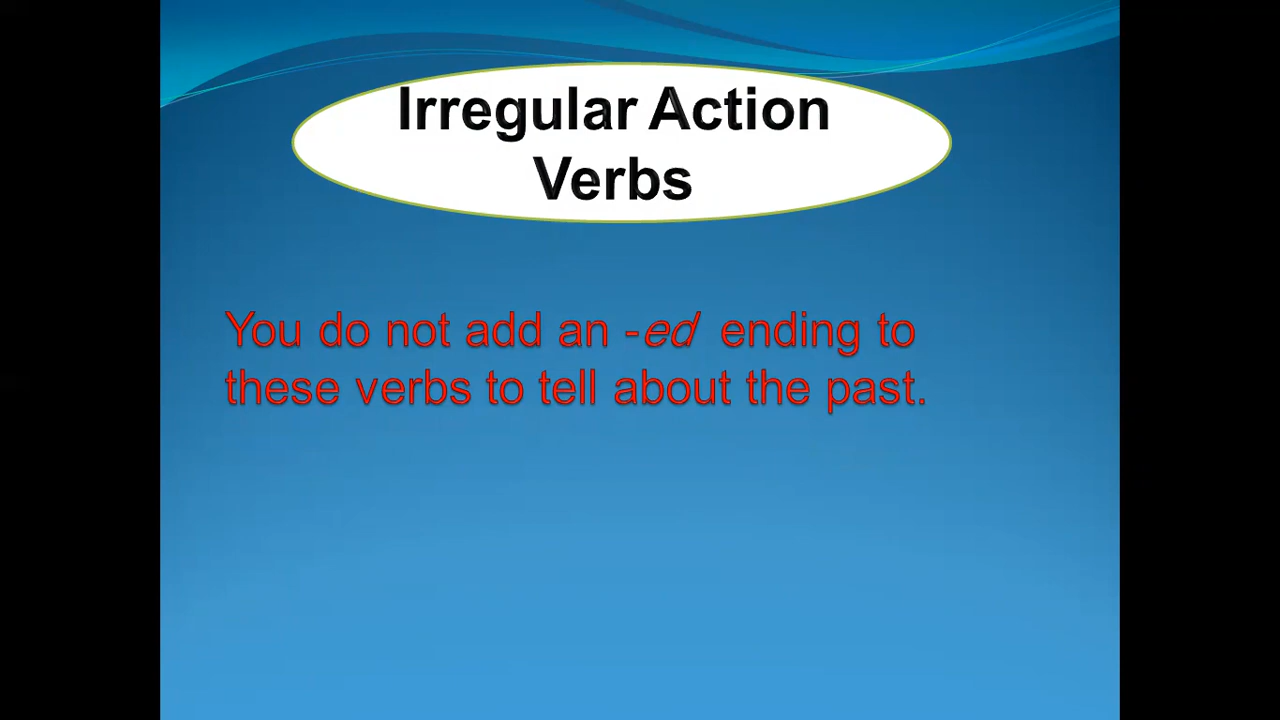 Irregular Action
Verbs
You do not add an -ed ending to
these verbs to tell about the past.